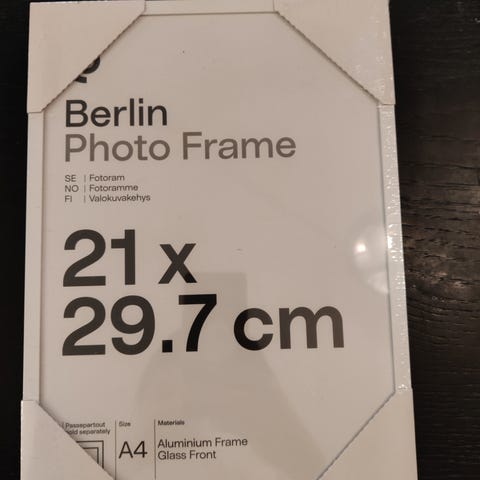 Berlin
Photo Frame
SE | Fotoram
NO | Fotoramme
FI | Valokuvakehys
21 x
29.7 cm
Passepartout
sold separately
Size
A4
Materials
Aluminium Frame
Glass Front